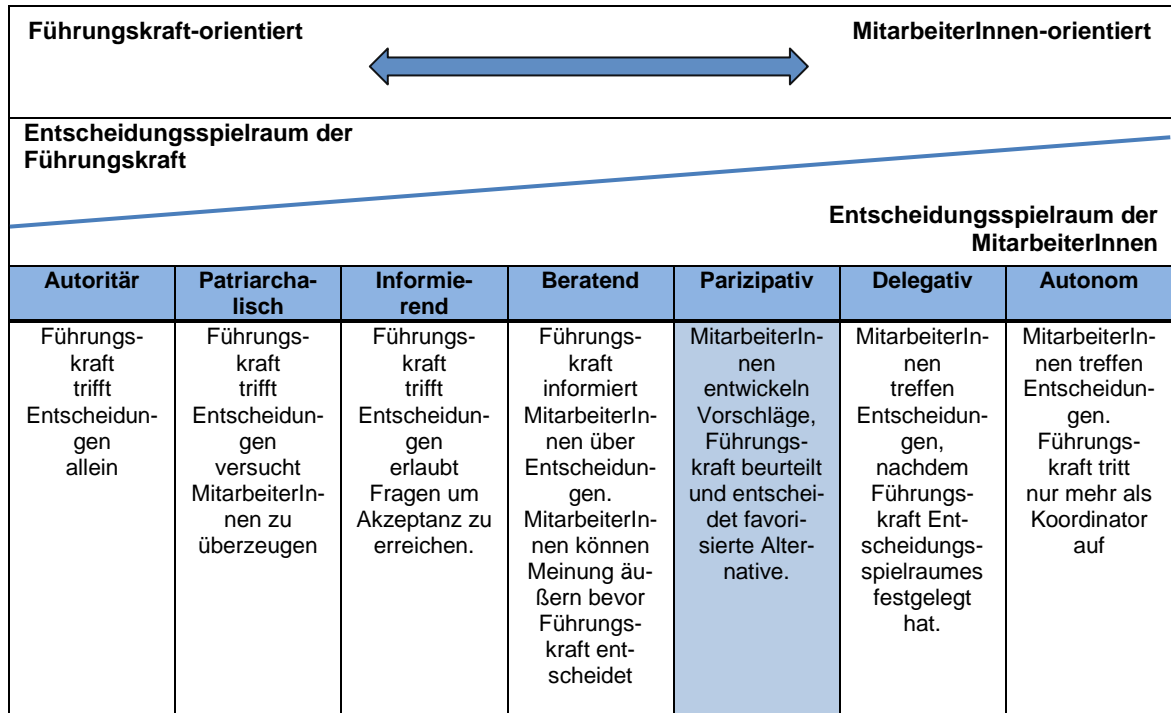 Führungskraft-orientiert
MitarbeiterInnen-orientiert
Entscheidungsspielraum der
Führungskraft
Entscheidungsspielraum der
MitarbeiterInnen
Autoritär
Patriarcha-
lisch
Informie-
rend
Beratend
Parizipativ
Delegativ
Autonom
Führungs-
kraft
trifft
Entscheidun-
gen
allein
Führungs-
kraft
trifft
Entscheidun-
gen
versucht
MitarbeiterIn-
nen zu
überzeugen
Führungs-
kraft
trifft
Entscheidun-
gen
erlaubt
Fragen um
Akzeptanz zu
erreichen.
Führungs-
kraft
informiert
MitarbeiterIn-
nen über
Entscheidun-
gen.
MitarbeiterIn-
nen können
Meinung äu-
ßern bevor
Führungs-
kraft ent-
scheidet
MitarbeiterIn-
nen
entwickeln
Vorschläge,
Führungs-
kraft beurteilt
und entschei-
det favori-
sierte Alter-
native.
MitarbeiterIn-
nen
treffen
Entscheidun-
gen,
nachdem
Führungs-
kraft Ent-
scheidungs-
spielraumes
festgelegt
hat.
MitarbeiterIn-
nen treffen
Entscheidun-
gen.
Führungs-
kraft tritt
nur mehr als
Koordinator
auf